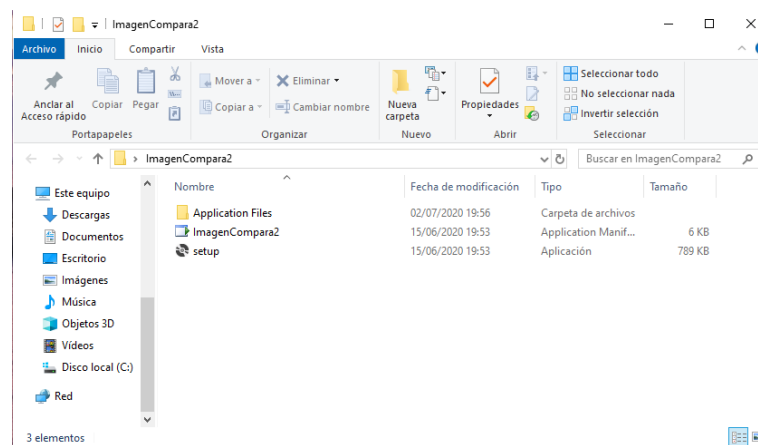 ImagenCompara2
Archivo Inicio Compartir Vista
Anclar al Acceso rápido
Copiar
Pegar
Mover a
Copiar a
Eliminar
Cambiar nombre
Nueva carpeta
Propiedades
Seleccionar todo
No seleccionar nada
Invertir selección
Portapapeles Organizar Nuevo Abrir Seleccionar
ImagenCompara2
Buscar en ImagenCompara2
Nombre Fecha de modificación Tipo Tamaño
Application Files 02/07/2020 19:56 Carpeta de archivos
ImagenCompara2 15/06/2020 19:53 Application Manif... 6 KB
setup 15/06/2020 19:53 Aplicación 789 KB
Este equipo
Descargas
Documentos
Escritorio
Imágenes
Música
Objetos 3D
Vídeos
Disco local (C:)
Red
3 elementos